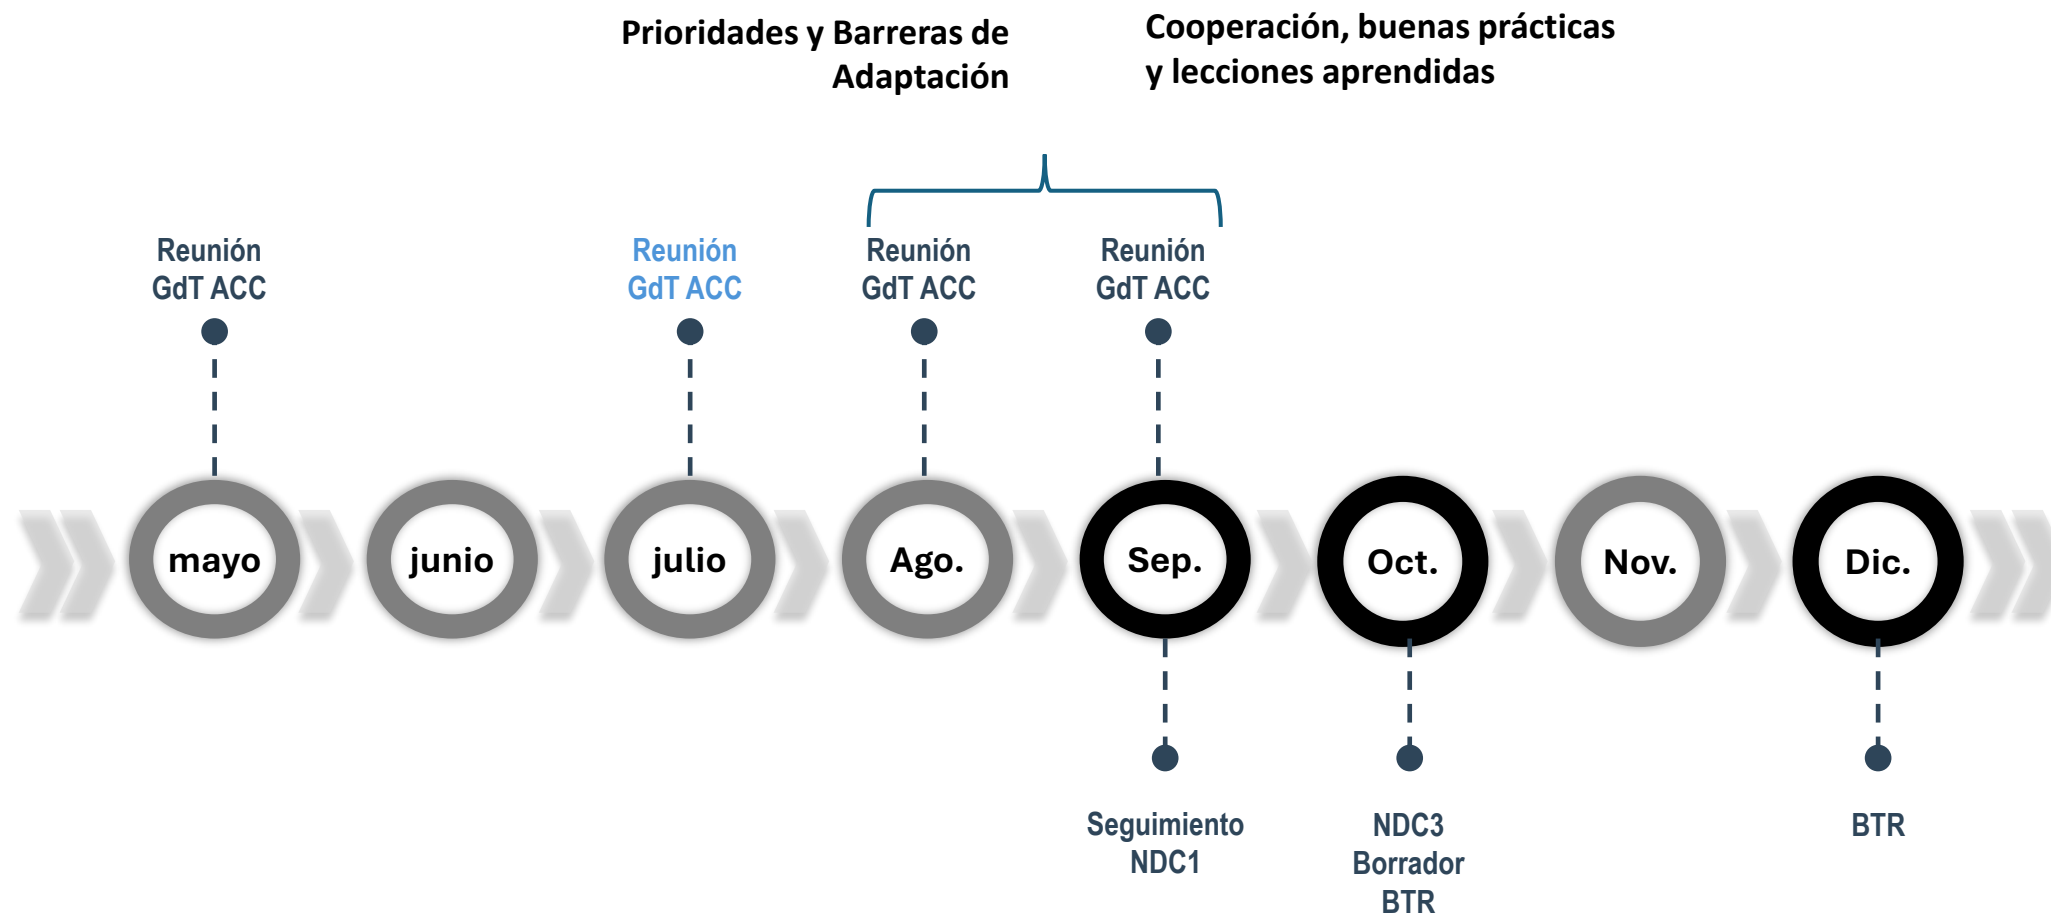 Prioridades y Barreras de
Adaptación
Cooperación, buenas prácticas
y lecciones aprendidas
Reunión
GdT ACC
Reunión
GdT ACC
Reunión
GdT ACC
Reunión
GdT ACC
mayo
junio
julio
Ago.
Sep.
Oct.
Nov.
Dic.
Seguimiento
NDC1
NDC3
Borrador
BTR
BTR